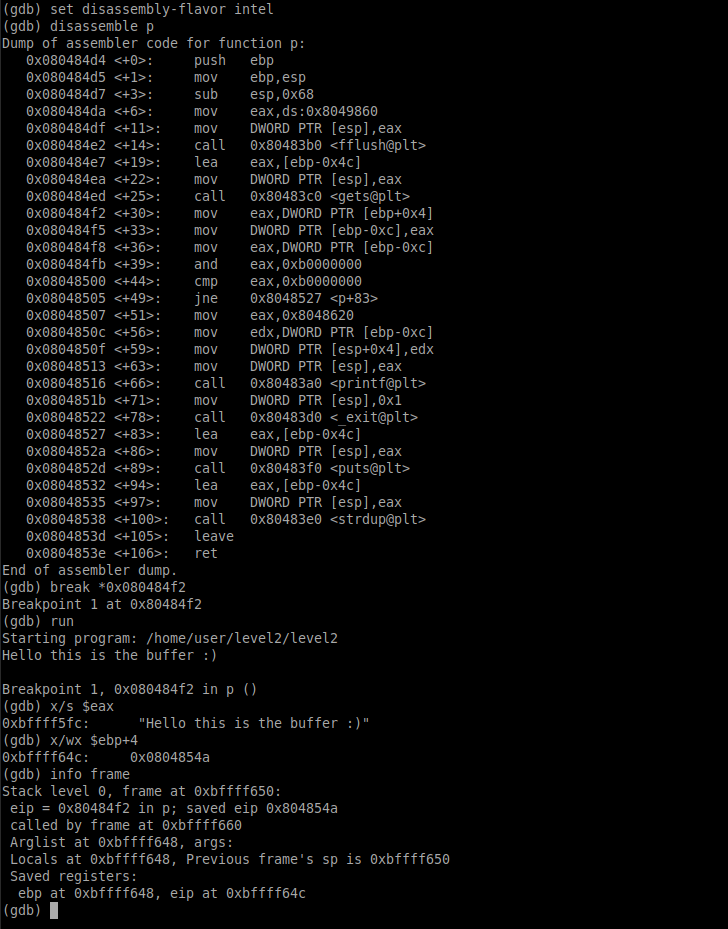 (gdb) set disassembly-flavor intel
(gdb) disassemble p
Dump of assembler code for function p:
   0x080484d4 <+0>:     push   ebp
   0x080484d5 <+1>:     mov    ebp,esp
   0x080484d7 <+3>:     sub    esp,0x68
   0x080484da <+6>:     mov    eax,ds:0x8049860
   0x080484df <+11>:    mov    DWORD PTR [esp],eax
   0x080484e2 <+14>:    call   0x80483b0 <fflush@plt>
   0x080484e7 <+19>:    lea    eax,[ebp-0x4c]
   0x080484ea <+22>:    mov    DWORD PTR [esp],eax
   0x080484ed <+25>:    call   0x80483c0 <gets@plt>
   0x080484f2 <+30>:    mov    eax,DWORD PTR [ebp+0x4]
   0x080484f5 <+33>:    mov    DWORD PTR [ebp-0xc],eax
   0x080484f8 <+36>:    mov    eax,DWORD PTR [ebp-0xc]
   0x080484fb <+39>:    and    eax,0xb0000000
   0x08048500 <+44>:    cmp    eax,0xb0000000
   0x08048505 <+49>:    jne    0x8048527 <p+83>
   0x08048507 <+51>:    mov    eax,0x8048620
   0x0804850c <+56>:    mov    edx,DWORD PTR [ebp-0xc]
   0x0804850f <+59>:    mov    DWORD PTR [esp+0x4],edx
   0x08048513 <+63>:    mov    DWORD PTR [esp],eax
   0x08048516 <+66>:    call   0x80483a0 <printf@plt>
   0x0804851b <+71>:    mov    DWORD PTR [esp],0x1
   0x08048522 <+78>:    call   0x80483d0 <_exit@plt>
   0x08048527 <+83>:    lea    eax,[ebp-0x4c]
   0x0804852a <+86>:    mov    DWORD PTR [esp],eax
   0x0804852d <+89>:    call   0x80483f0 <puts@plt>
   0x08048532 <+94>:    lea    eax,[ebp-0x4c]
   0x08048535 <+97>:    mov    DWORD PTR [esp],eax
   0x08048538 <+100>:   call   0x80483e0 <strdup@plt>
   0x0804853d <+105>:   leave
   0x0804853e <+106>:   ret
End of assembler dump.
(gdb) break *0x080484f2
Breakpoint 1 at 0x80484f2
(gdb) run
Starting program: /home/user/level2/level2
Hello this is the buffer :)

Breakpoint 1, 0x080484f2 in p ()
(gdb) x/s $eax
0xbffff5fc:      "Hello this is the buffer :)"
(gdb) x/wx $ebp+4
0xbffff64c:     0x0804854a
(gdb) info frame
Stack level 0, frame at 0xbffff650:
 eip = 0x80484f2 in p; saved eip 0x804854a
 called by frame at 0xbffff660
 Arglist at 0xbffff648, args:
 Locals at 0xbffff648, Previous frame's sp is 0xbffff650
 Saved registers:
  ebp at 0xbffff648, eip at 0xbffff64c
(gdb)